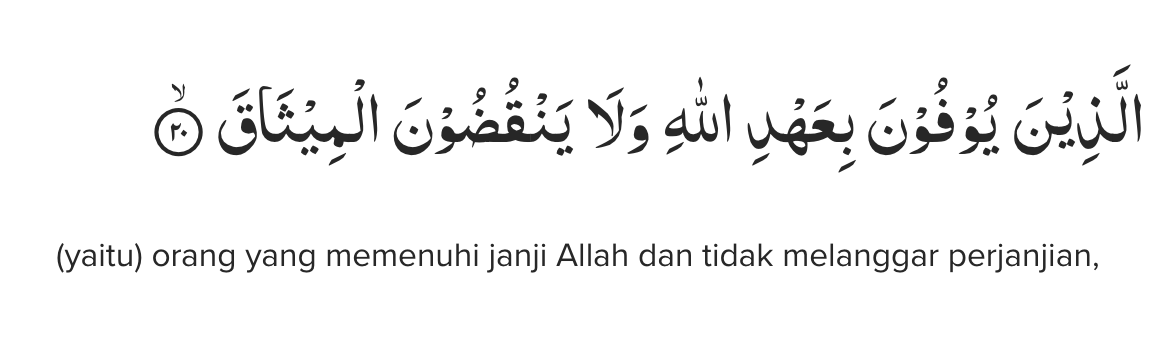 الَّذِيْنَ يُوْفُوْنَ بِعَهْدِ اللّٰهِ وَلَا يَنْقُضُوْنَ الْمِيْثَاقَۙ ٢٠
(yaitu) orang yang memenuhi janji Allah dan tidak melanggar perjanjian,